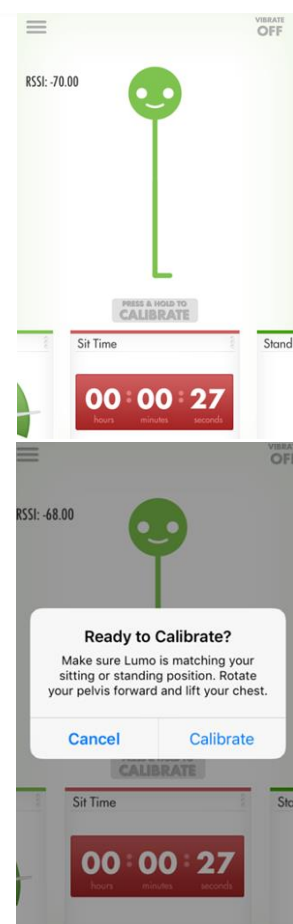 VIBRATE
OFF
RSSI: -70.00
PRESS & HOLD TO
CALIBRATE
Sit Time
Stand
00 : 00 : 27
hours minutes seconds
VIBRAT
OFF
RSSI: -68.00
Ready to Calibrate?
Make sure Lumo is matching your
sitting or standing position. Rotate
your pelvis forward and lift your chest.
Cancel Calibrate
CALIBRATE
Sit Time
Sta
00 : 00 : 27
hours minutes seconds